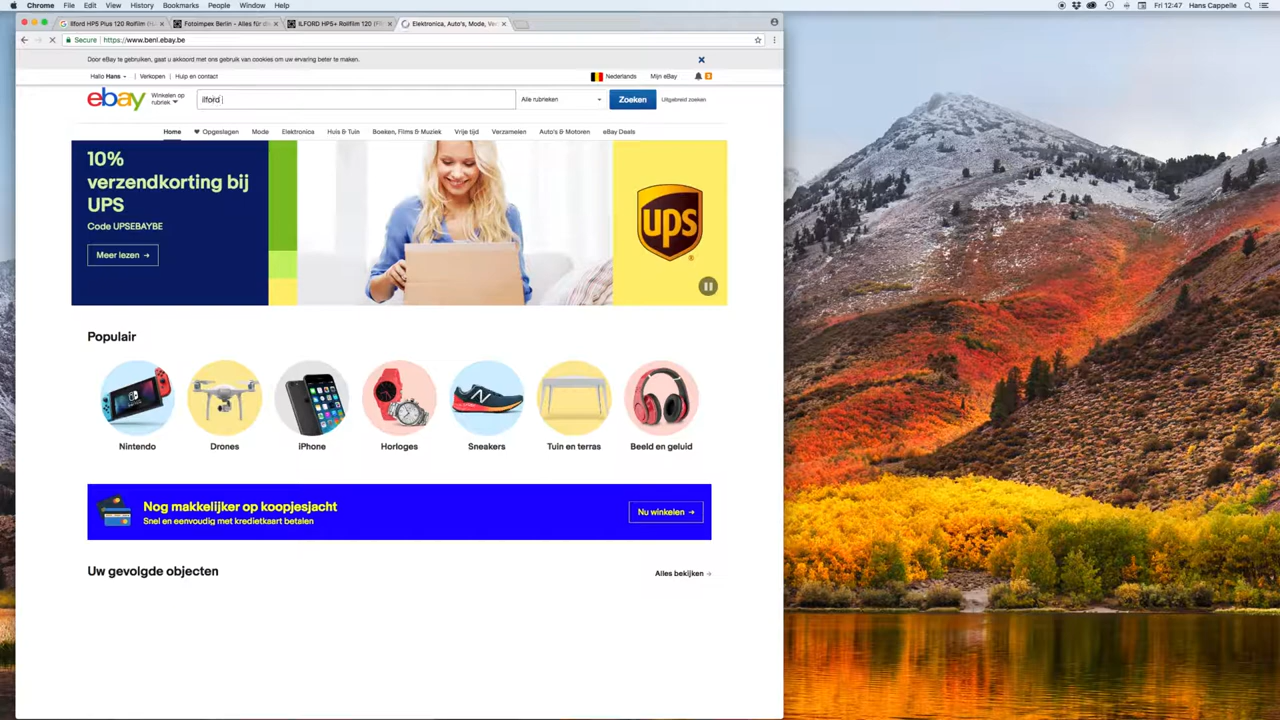 Chrome File Edit View History Bookmarks People Window Help Fri 12:47 Hans Cappelle
Ilford HP5 Plus 120 Rolfilm (Ho
Fotoimpex Berlin - Alles für di
ILFORD HP5+ Rollfilm 120 (FI
Elektronica, Auto's, Mode, Ver
Secure https://www.benl.ebay.be
Door eBay te gebruiken, gaat u akkoord met ons gebruik van cookies om uw ervaring beter te maken.
Hallo Hans Verkopen Hulp en contact Nederlands Mijn eBay
ebay Winkelen op rubriek ilford Alle rubrieken Zoeken Uitgebreid zoeken
Home Opgeslagen Mode Elektronica Huis & Tuin Boeken, Films & Muziek Vrije tijd Verzamelen Auto's & Motoren eBay Deals
10%
verzendkorting bij
UPS
Code UPSEBAYBE
Meer lezen →
ups
Populair
Nintendo Drones iPhone Horloges Sneakers Tuin en terras Beeld en geluid
Nog makkelijker op koopjesjacht
Snel en eenvoudig met kredietkaart betalen
Nu winkelen →
Uw gevolgde objecten
Alles bekijken →